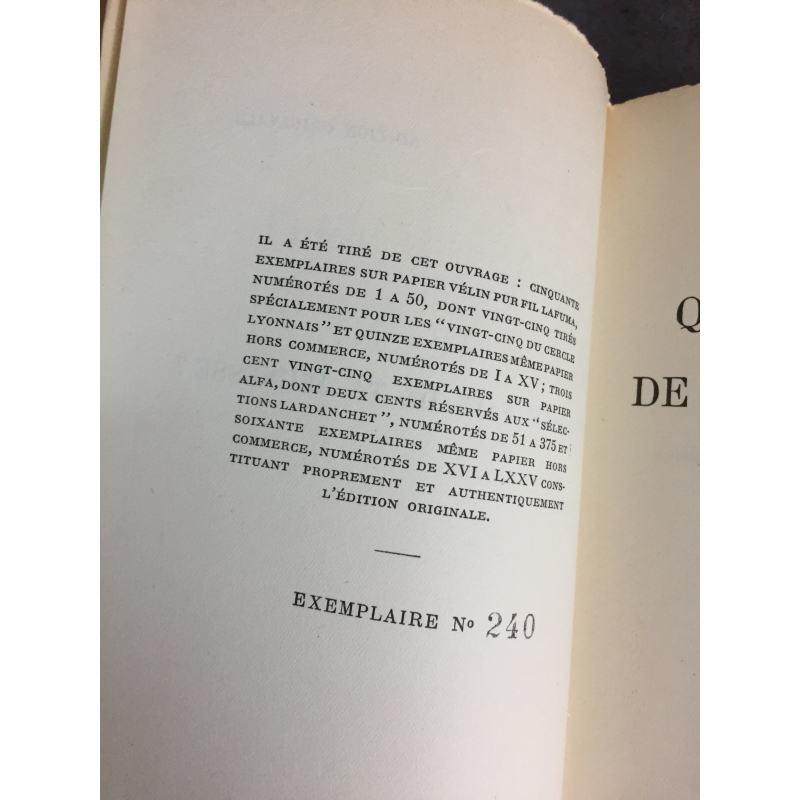 IL A ÉTÉ TIRÉ DE CET OUVRAGE : CINQUANTE
EXEMPLAIRES SUR PAPIER VÉLIN PUR FIL LAFUMA,
NUMÉROTÉS DE 1 A 50, DONT VINGT-CINQ TIRÉS
SPÉCIALEMENT POUR LES "VINGT-CINQ DU CERCLE
LYONNAIS" ET QUINZE EXEMPLAIRES MÊME PAPIER
HORS COMMERCE, NUMÉROTÉS DE I A XV ; TROIS
CENT VINGT-CINQ EXEMPLAIRES SUR PAPIER
ALFA, DONT DEUX CENTS RÉSERVÉS AUX "SÉLEC-
TIONS LARDANCHET", NUMÉROTÉS DE 51 A 375 ET
SOIXANTE EXEMPLAIRES MÊME PAPIER HORS
COMMERCE, NUMÉROTÉS DE XVI A LXXV CONS-
TITUANT PROPREMENT ET AUTHENTIQUEMENT
L'ÉDITION ORIGINALE.
EXEMPLAIRE Nº 240
Q
DE